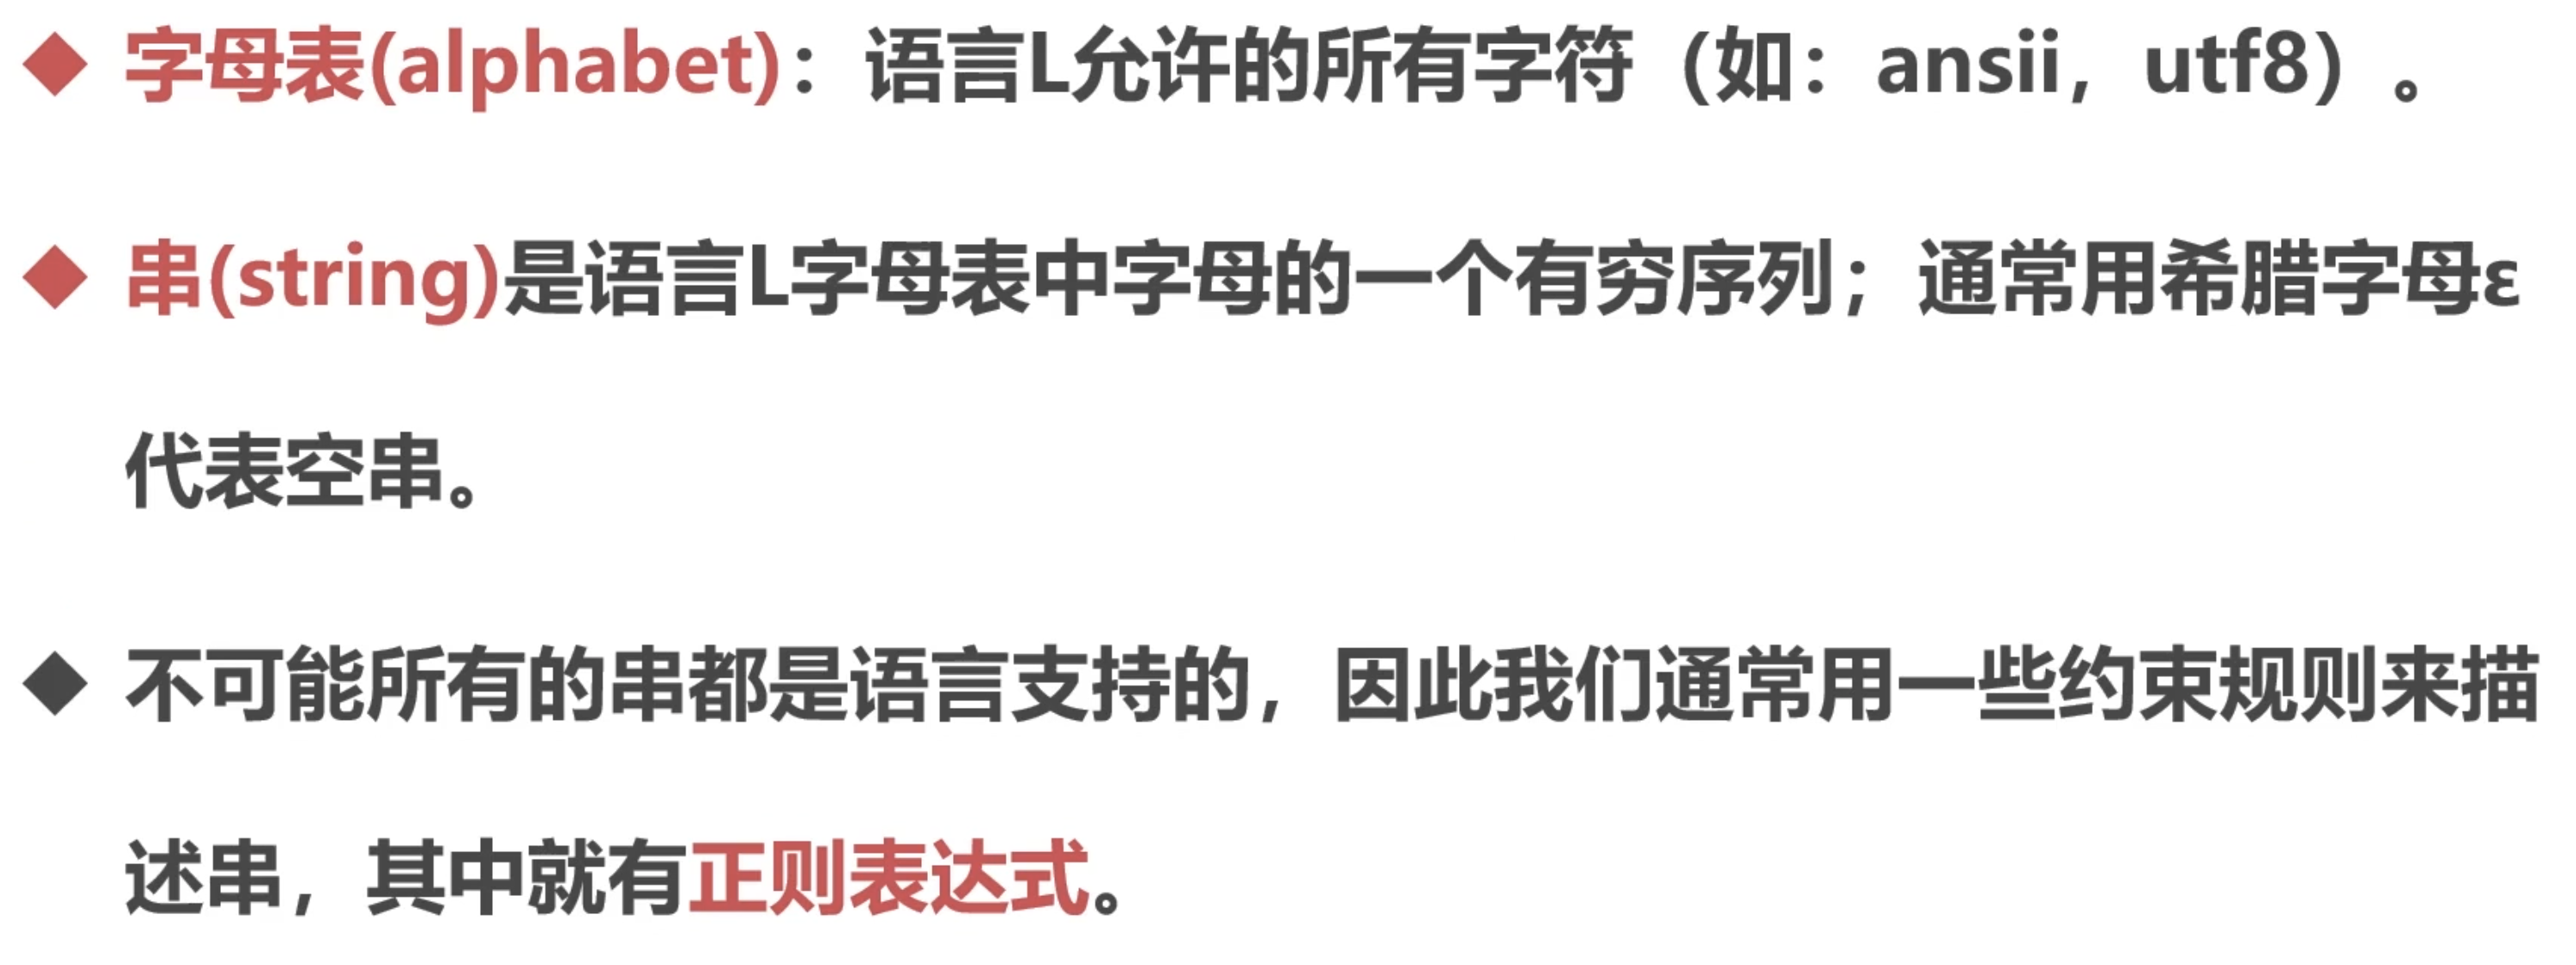 ◆ 字母表(alphabet)：语言L允许的所有字符（如：ansii，utf8）。
◆ 串(string)是语言L字母表中字母的一个有穷序列；通常用希腊字母ε
代表空串。
◆ 不可能所有的串都是语言支持的，因此我们通常用一些约束规则来描
述串，其中就有正则表达式。